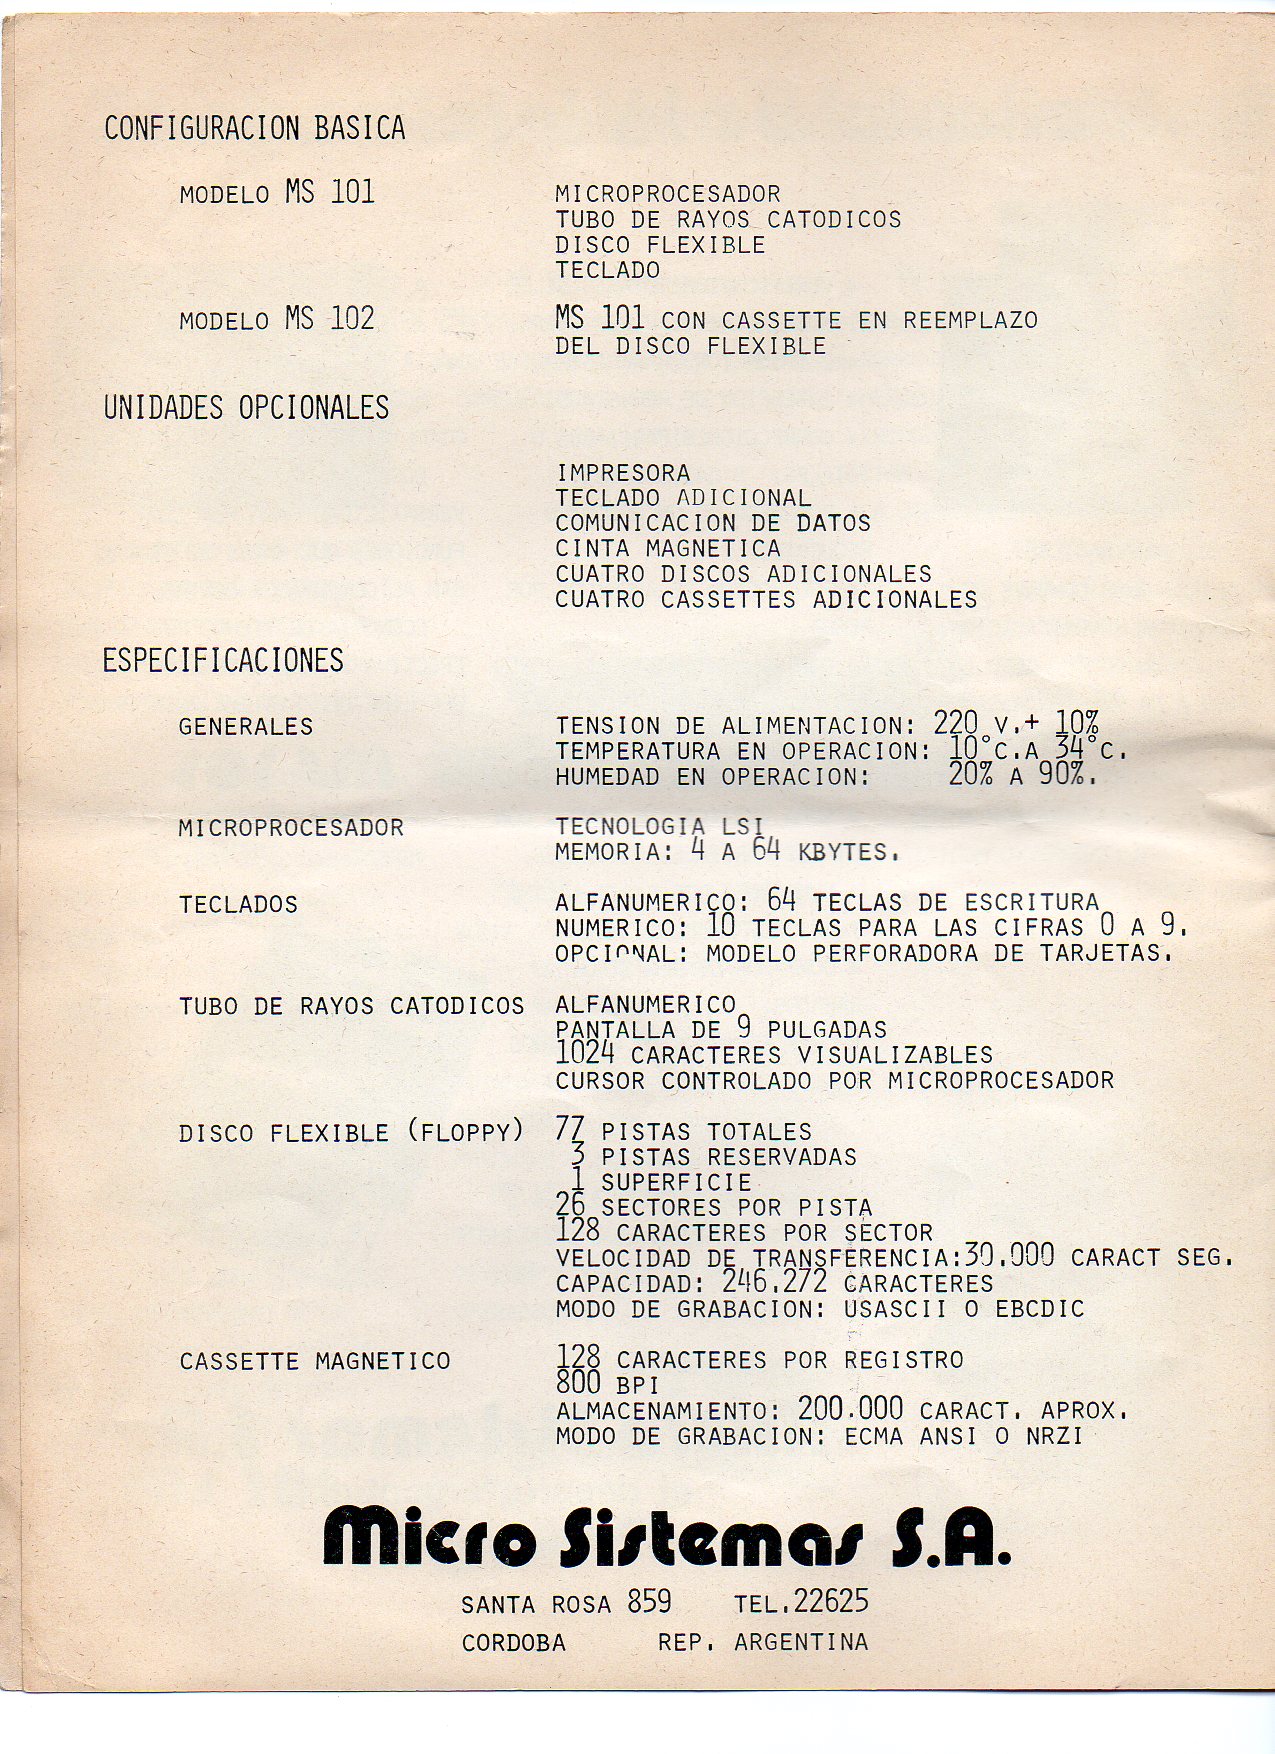 CONFIGURACION BASICA
MODELO MS 101 MICROPROCESADOR
TUBO DE RAYOS CATODICOS
DISCO FLEXIBLE
TECLADO
MODELO MS 102 MS 101 CON CASSETTE EN REEMPLAZO
DEL DISCO FLEXIBLE
UNIDADES OPCIONALES
IMPRESORA
TECLADO ADICIONAL
COMUNICACION DE DATOS
CINTA MAGNETICA
CUATRO DISCOS ADICIONALES
CUATRO CASSETTES ADICIONALES
ESPECIFICACIONES
GENERALES TENSION DE ALIMENTACION: 220 V.+ 10%
TEMPERATURA EN OPERACION: 10°C.A 34°C.
HUMEDAD EN OPERACION: 20% A 90%.
MICROPROCESADOR TECNOLOGIA LSI
MEMORIA: 4 A 64 KBYTES.
TECLADOS ALFANUMERICO: 64 TECLAS DE ESCRITURA
NUMERICO: 10 TECLAS PARA LAS CIFRAS 0 A 9.
OPCIONAL: MODELO PERFORADORA DE TARJETAS.
TUBO DE RAYOS CATODICOS ALFANUMERICO
PANTALLA DE 9 PULGADAS
1024 CARACTERES VISUALIZABLES
CURSOR CONTROLADO POR MICROPROCESADOR
DISCO FLEXIBLE (FLOPPY) 77 PISTAS TOTALES
3 PISTAS RESERVADAS
1 SUPERFICIE
26 SECTORES POR PISTA
128 CARACTERES POR SECTOR
VELOCIDAD DE TRANSFERENCIA:30.000 CARACT SEG.
CAPACIDAD: 246.272 CARACTERES
MODO DE GRABACION: USASCII O EBCDIC
CASSETTE MAGNETICO 128 CARACTERES POR REGISTRO
800 BPI
ALMACENAMIENTO: 200.000 CARACT. APROX.
MODO DE GRABACION: ECMA ANSI O NRZI
Micro Sistemas S.A.
SANTA ROSA 859 TEL.22625
CORDOBA REP. ARGENTINA